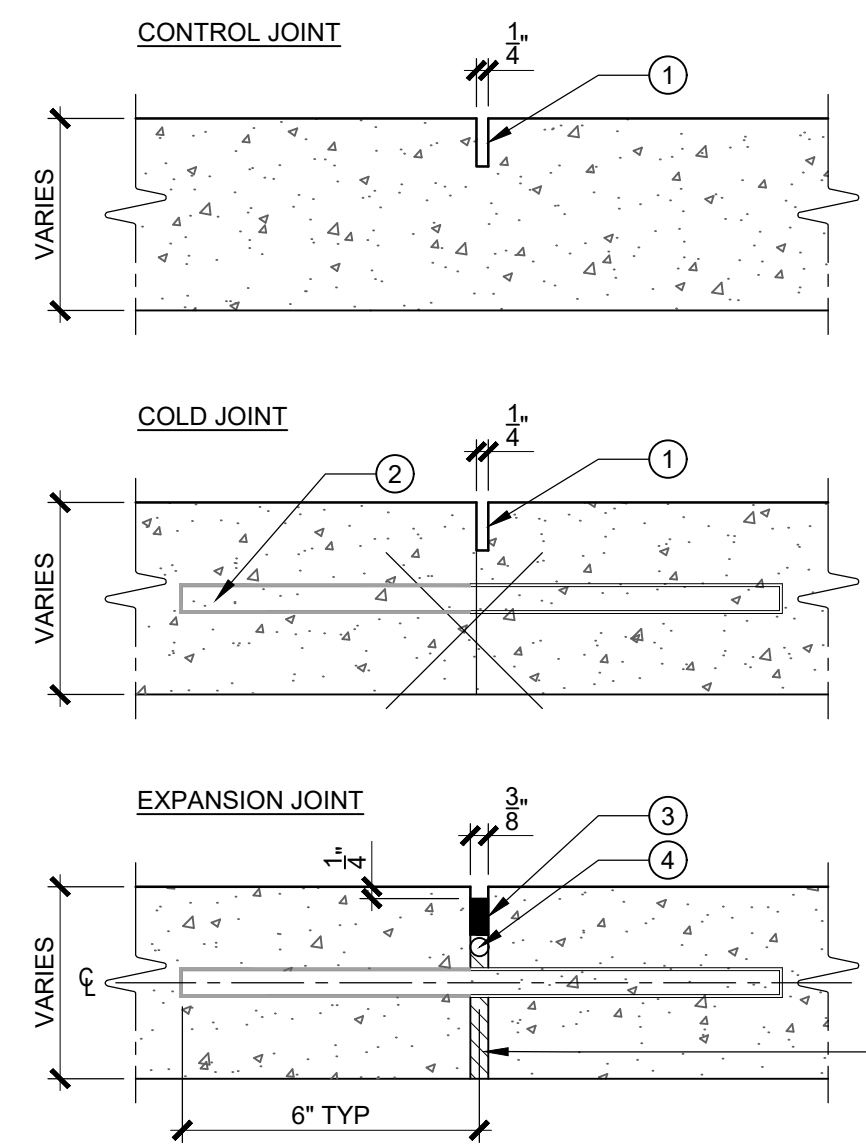 CONTROL JOINT
1/4"
1
VARIES
COLD JOINT
1/4"
2
1
VARIES
EXPANSION JOINT
3/8"
3
1/4"
4
VARIES
℄
6" TYP